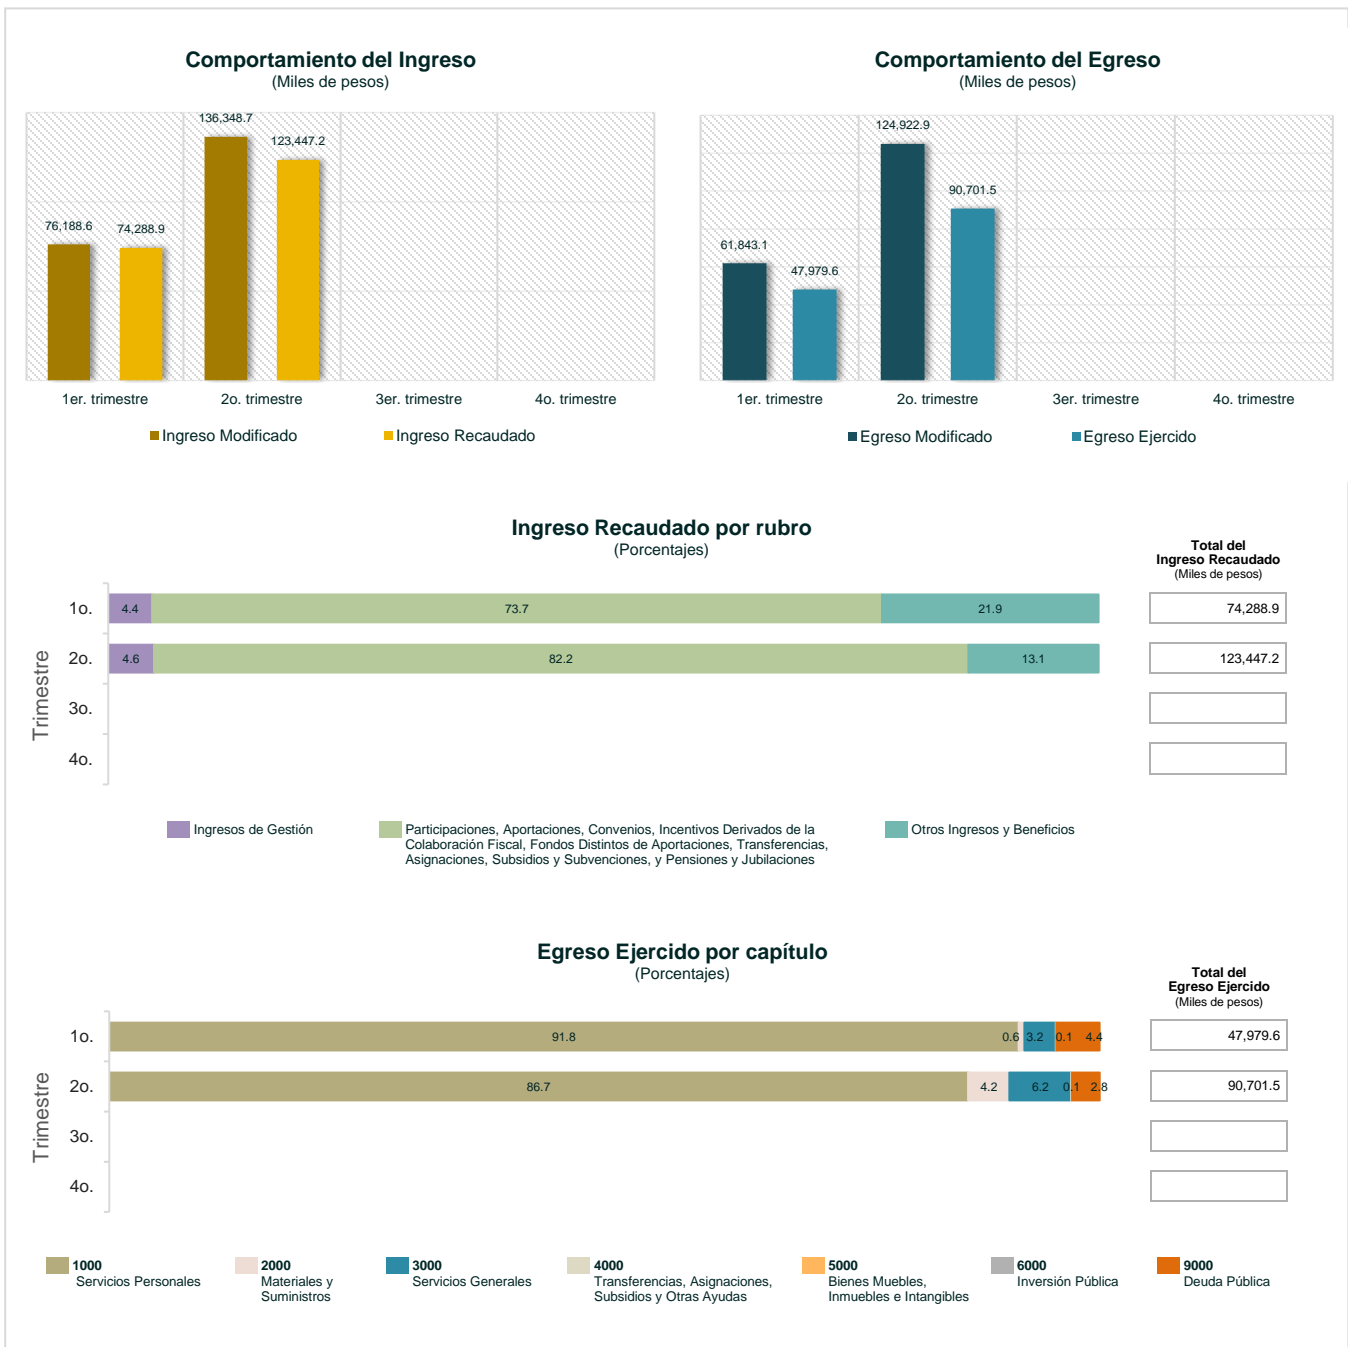 Comportamiento del Ingreso
(Miles de pesos)
136,348.7
123,447.2
76,188.6
74,288.9
1er. trimestre
2o. trimestre
3er. trimestre
4o. trimestre
Ingreso Modificado
Ingreso Recaudado
Comportamiento del Egreso
(Miles de pesos)
124,922.9
90,701.5
61,843.1
47,979.6
1er. trimestre
2o. trimestre
3er. trimestre
4o. trimestre
Egreso Modificado
Egreso Ejercido
Ingreso Recaudado por rubro
(Porcentajes)
Total del
Ingreso Recaudado
(Miles de pesos)
Trimestre
1o.
4.4
73.7
21.9
74,288.9
2o.
4.6
82.2
13.1
123,447.2
3o.
4o.
Ingresos de Gestión
Participaciones, Aportaciones, Convenios, Incentivos Derivados de la
Colaboración Fiscal, Fondos Distintos de Aportaciones, Transferencias,
Asignaciones, Subsidios y Subvenciones, y Pensiones y Jubilaciones
Otros Ingresos y Beneficios
Egreso Ejercido por capítulo
(Porcentajes)
Total del
Egreso Ejercido
(Miles de pesos)
Trimestre
1o.
91.8
0.6
3.2
0.1
4.4
47,979.6
2o.
86.7
4.2
6.2
0.1
2.8
90,701.5
3o.
4o.
1000
Servicios Personales
2000
Materiales y
Suministros
3000
Servicios Generales
4000
Transferencias, Asignaciones,
Subsidios y Otras Ayudas
5000
Bienes Muebles,
Inmuebles e Intangibles
6000
Inversión Pública
9000
Deuda Pública